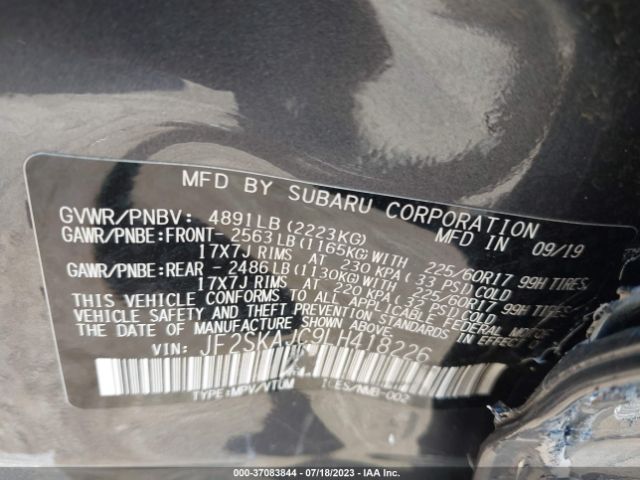 MFD BY SUBARU CORPORATION
GVWR/PNBV: 4891LB (2223KG) MFD IN 09/19
GAWR/PNBE:FRONT- 2563LB (1165KG) WITH 225/60R17 99H TIRES
17X7J RIMS AT 230 KPA ( 33 PSI) COLD
GAWR/PNBE:REAR - 2486LB (1130KG) WITH 225/60R17 99H TIRES
17X7J RIMS AT 220 KPA ( 32 PSI) COLD
THIS VEHICLE CONFORMS TO ALL APPLICABLE FEDERAL MOTOR
VEHICLE SAFETY AND THEFT PREVENTION STANDARDS IN EFFECT ON
THE DATE OF MANUFACTURE SHOWN ABOVE.
VIN: JF2SKAJC9LH418226
TYPE:MPV/VTUM ICES/NMB-002
000-37083844 - 07/18/2023 - IAA Inc.